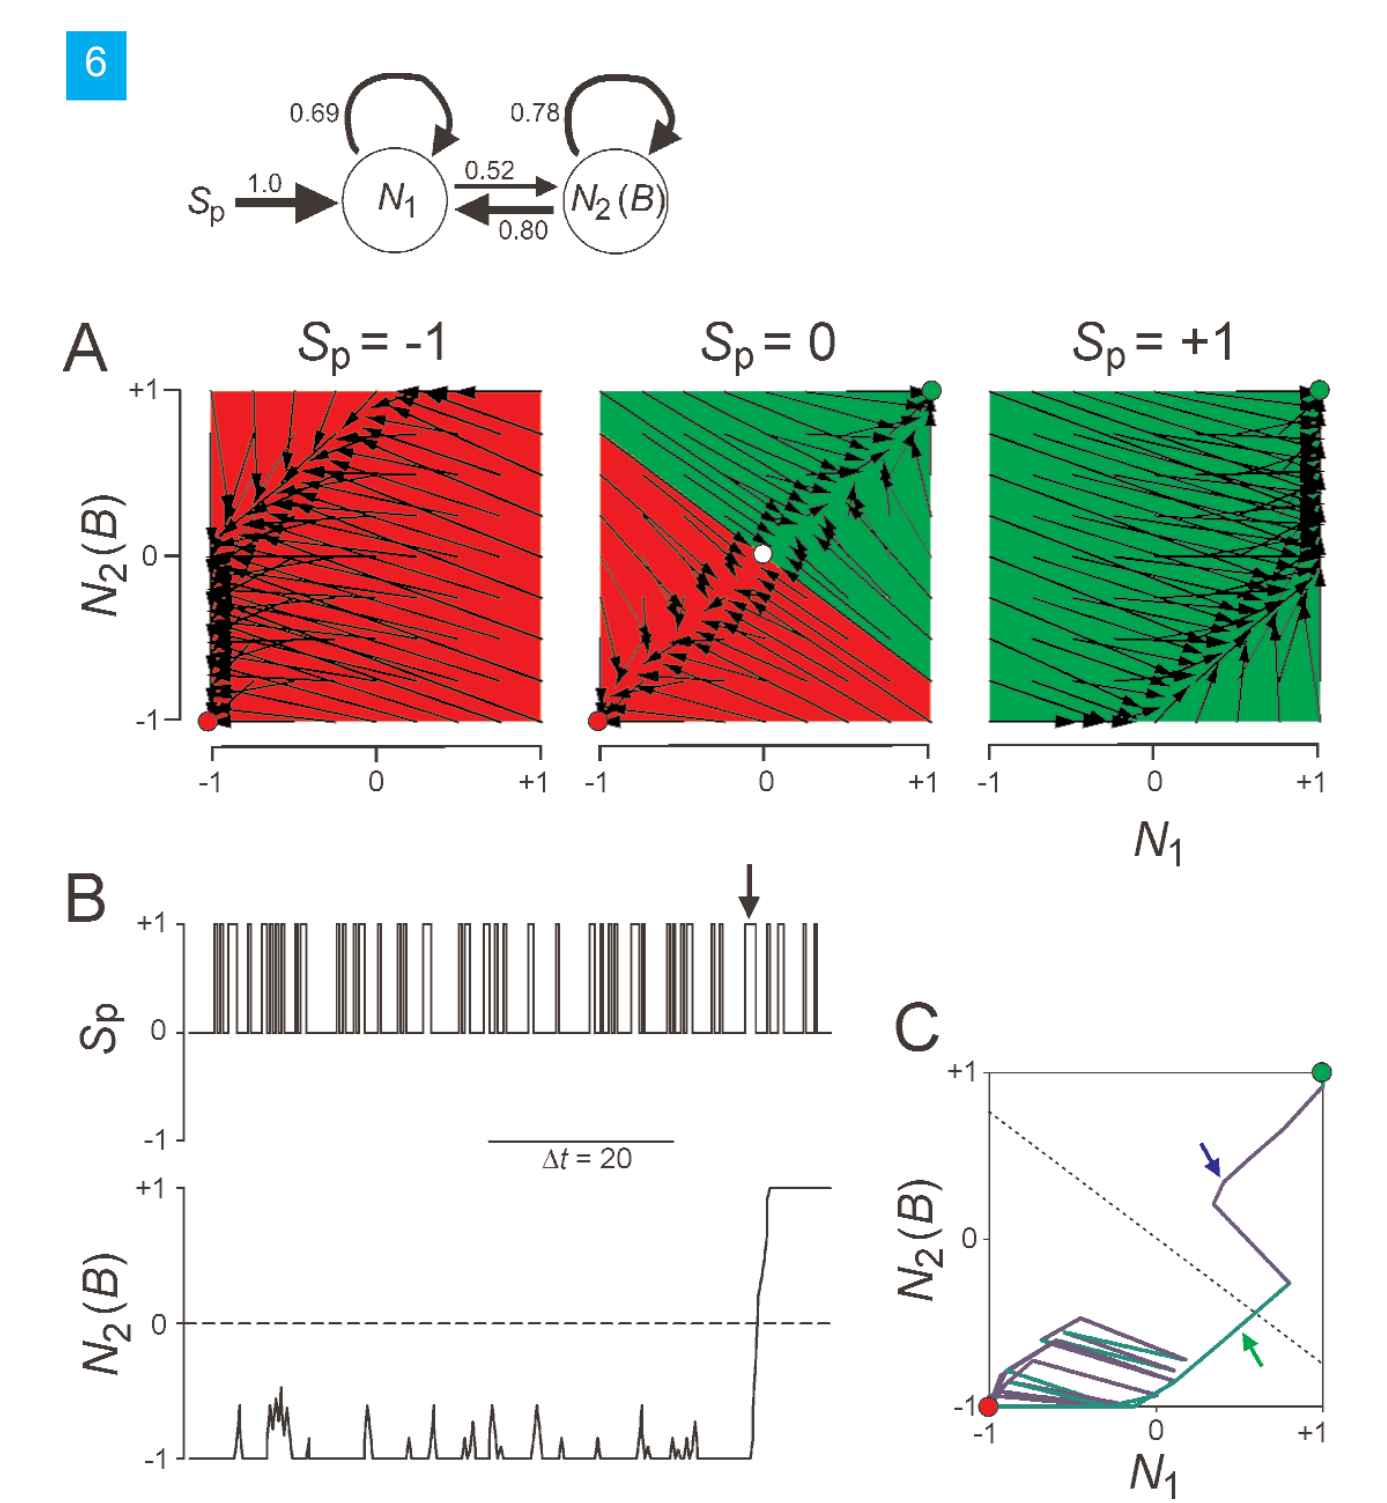 6
0.69 0.78
Sp 1.0 N1 0.52 N2 (B)
0.80
A Sp = -1 Sp = 0 Sp = +1
+1
N2 (B) 0
-1
-1 0 +1 -1 0 +1 -1 0 +1
N1
B
+1
Sp 0
-1
Δt = 20
+1
N2 (B) 0
-1
C
+1
N2 (B) 0
-1
-1 0 +1
N1